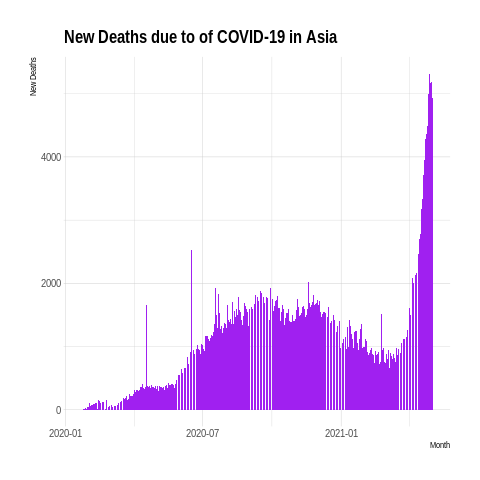 New Deaths due to of COVID-19 in Asia
New Deaths
4000
2000
0
2020-01
2020-07
2021-01
Month